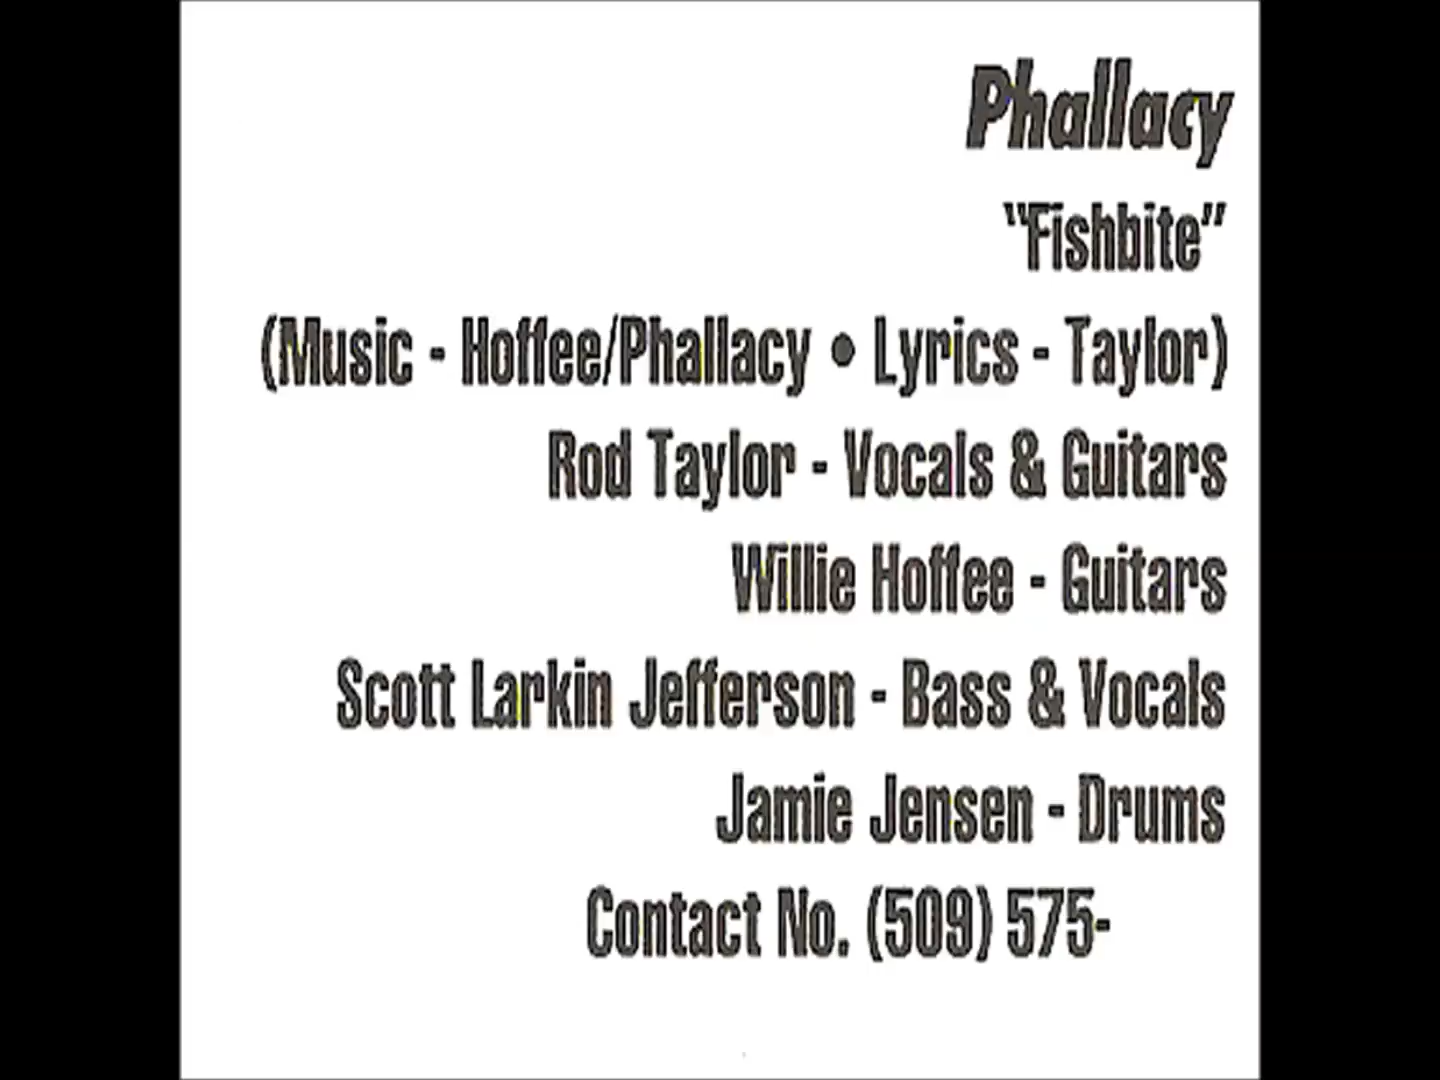 Phallacy
"Fishbite"
(Music - Hoffee/Phallacy • Lyrics - Taylor)
Rod Taylor - Vocals & Guitars
Willie Hoffee - Guitars
Scott Larkin Jefferson - Bass & Vocals
Jamie Jensen - Drums
Contact No. (509) 575-